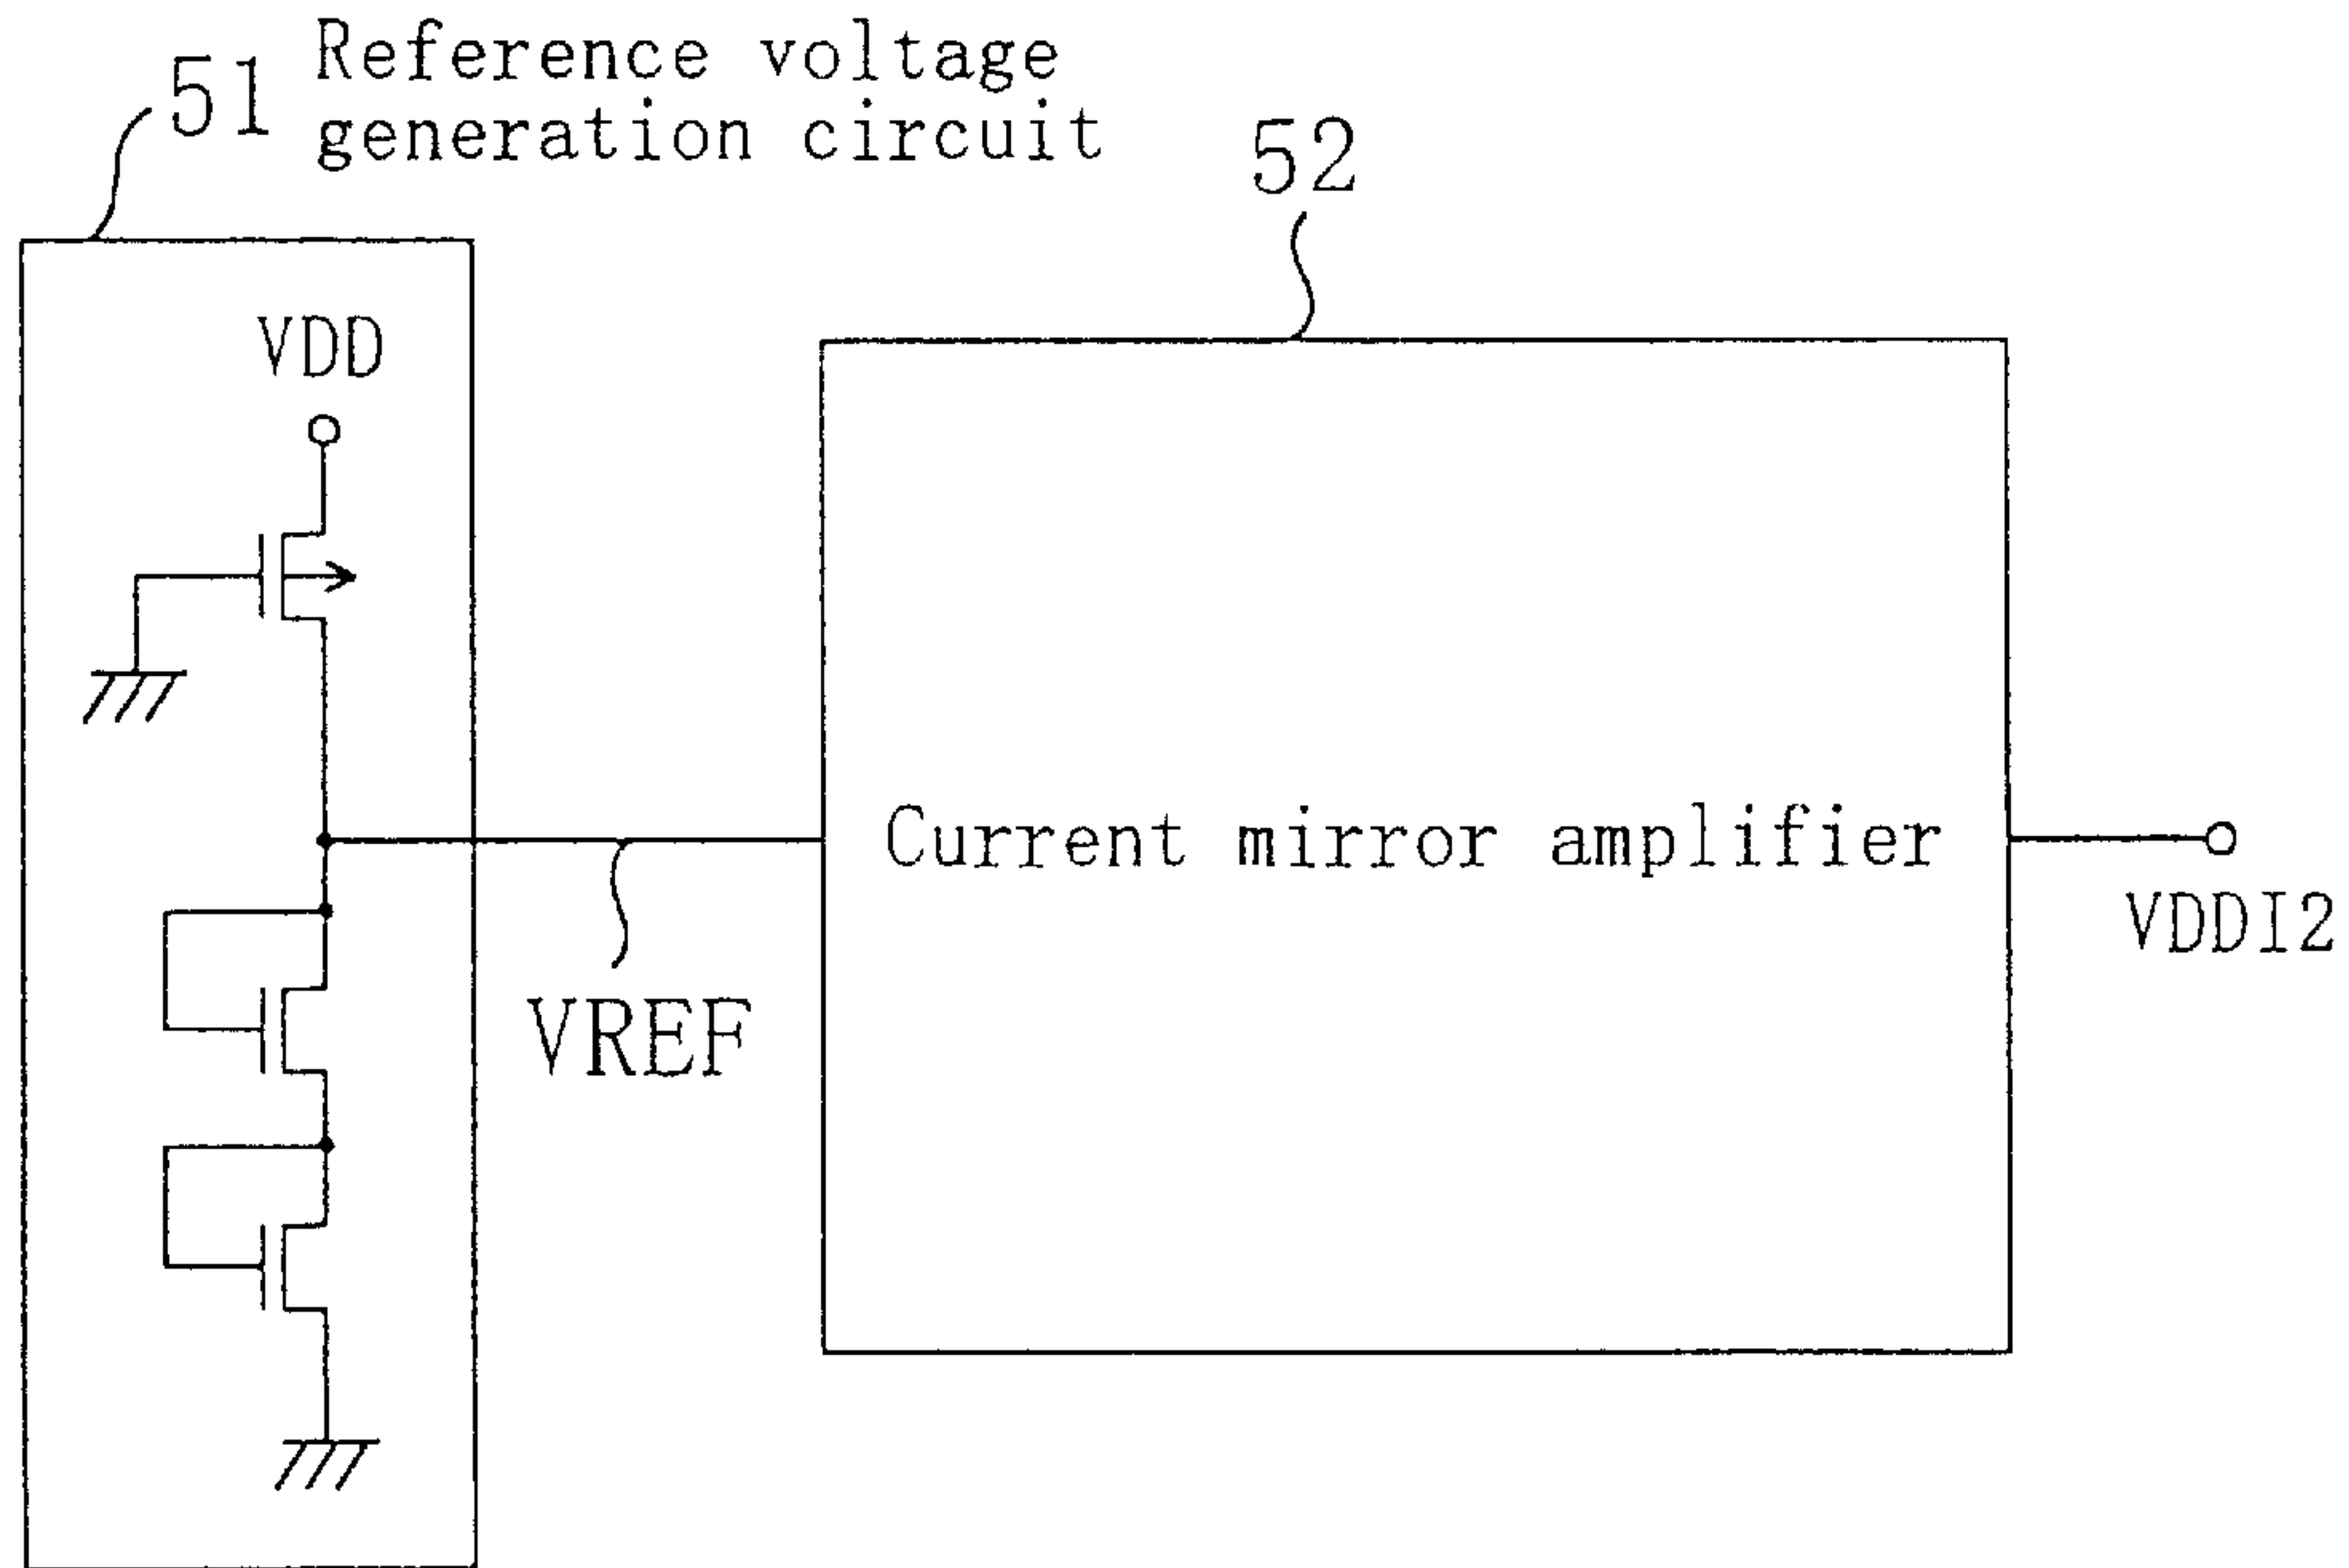 51 Reference voltage
generation circuit
52
VDD
Current mirror amplifier
VDDI2
VREF